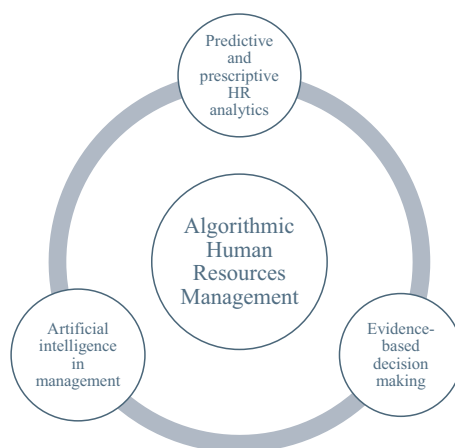 Predictive
and
prescriptive
HR
analytics
Algorithmic
Human
Resources
Management
Artificial
intelligence
in
management
Evidence-
based
decision
making